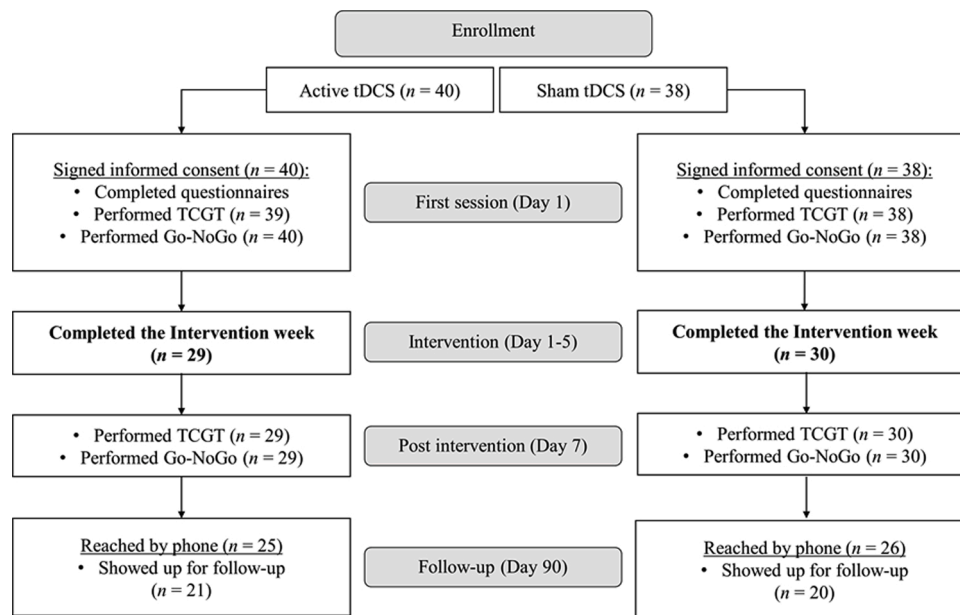 Enrollment
Active tDCS (n = 40)
Sham tDCS (n = 38)
Signed informed consent (n = 40):
• Completed questionnaires
• Performed TCGT (n = 39)
• Performed Go-NoGo (n = 40)
First session (Day 1)
Signed informed consent (n = 38):
• Completed questionnaires
• Performed TCGT (n = 38)
• Performed Go-NoGo (n = 38)
Completed the Intervention week
(n = 29)
Intervention (Day 1-5)
Completed the Intervention week
(n = 30)
• Performed TCGT (n = 29)
• Performed Go-NoGo (n = 29)
Post intervention (Day 7)
• Performed TCGT (n = 30)
• Performed Go-NoGo (n = 30)
Reached by phone (n = 25)
• Showed up for follow-up
(n = 21)
Follow-up (Day 90)
Reached by phone (n = 26)
• Showed up for follow-up
(n = 20)